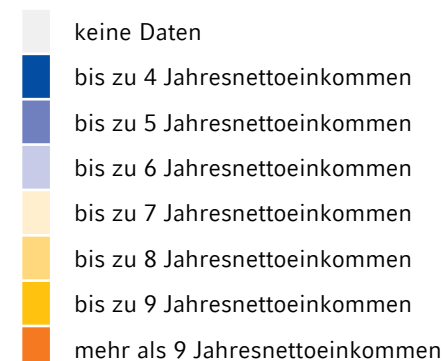 keine Daten
bis zu 4 Jahresnettoeinkommen
bis zu 5 Jahresnettoeinkommen
bis zu 6 Jahresnettoeinkommen
bis zu 7 Jahresnettoeinkommen
bis zu 8 Jahresnettoeinkommen
bis zu 9 Jahresnettoeinkommen
mehr als 9 Jahresnettoeinkommen